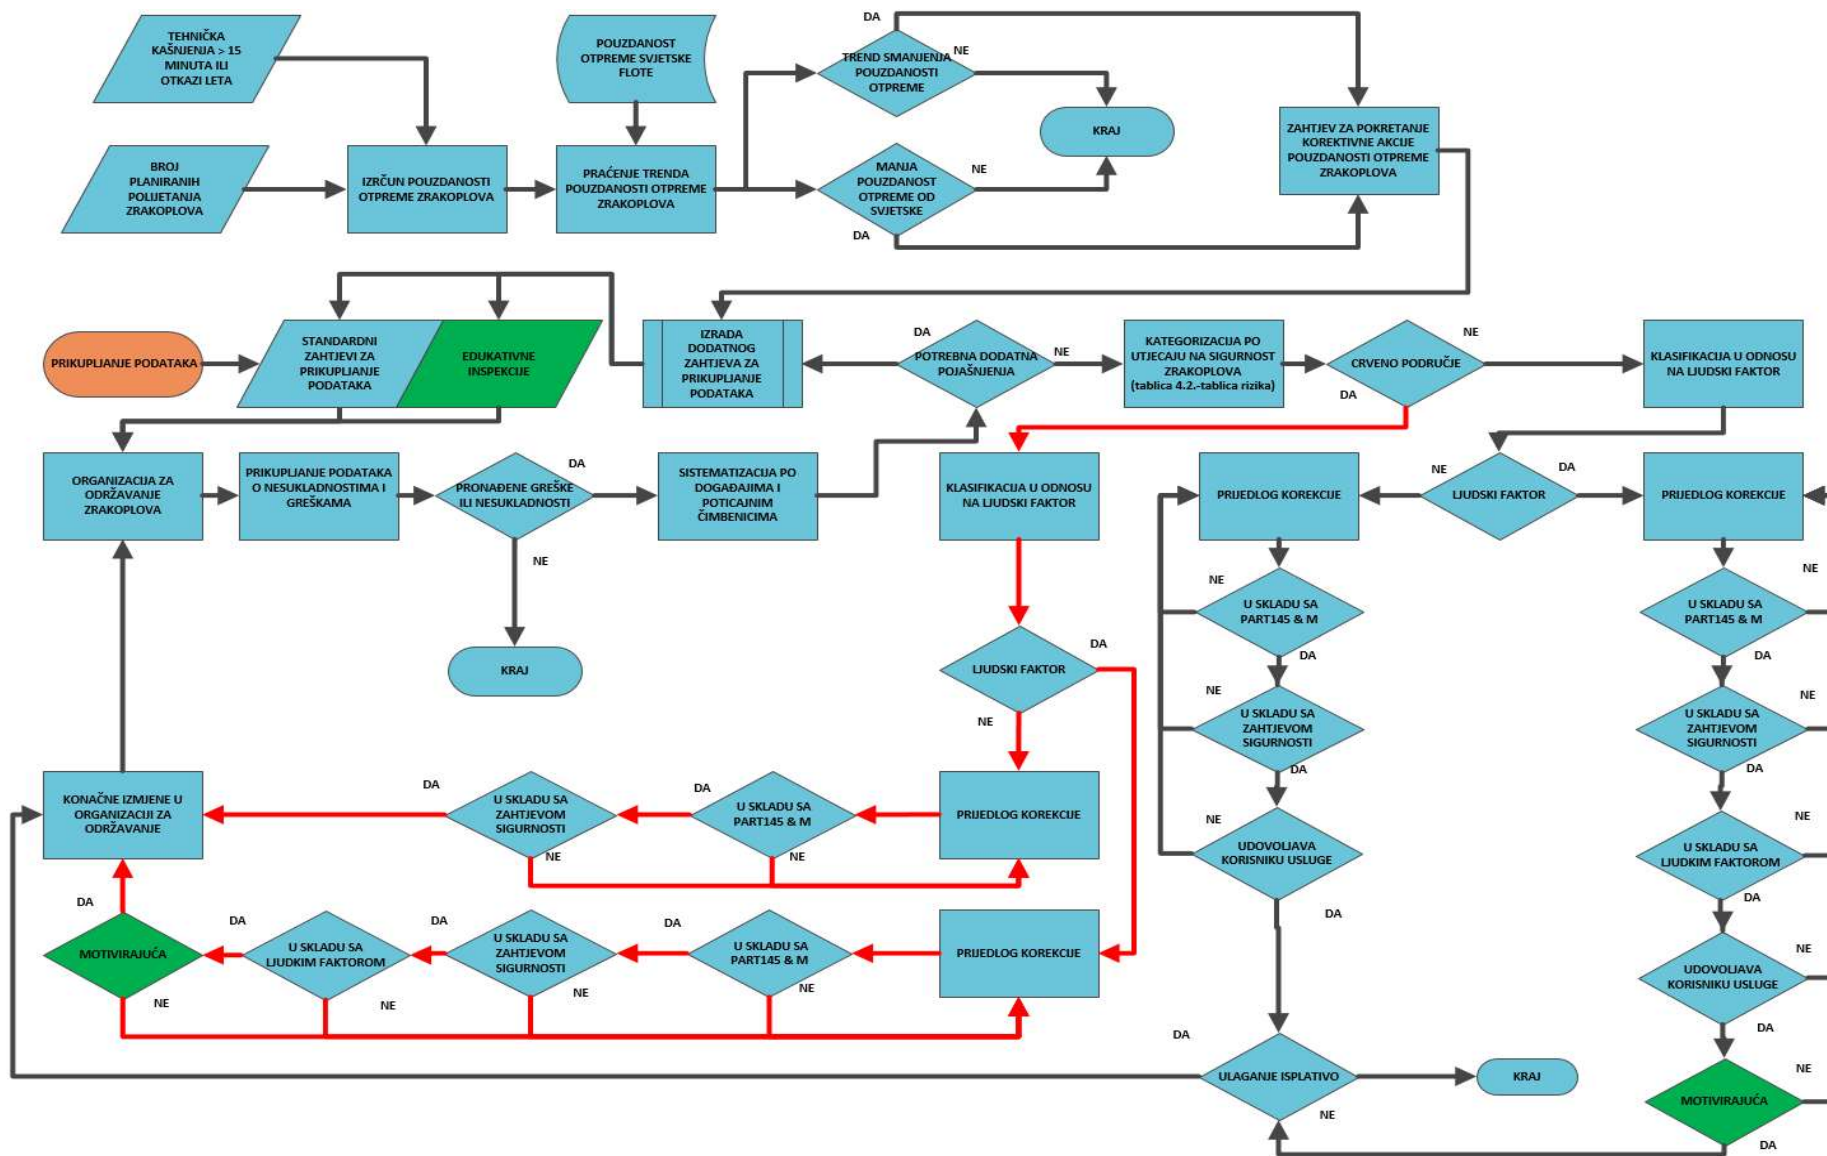 TEHNIČKA
KAŠNJENJA > 15
MINUTA ILI
OTKAZI LETA
POUZDANOST
OTPREME SVJETSKE
FLOTE
DA
TREND SMANJENJA
POUZDANOSTI
OTPREME
NE
KRAJ
ZAHTJEV ZA POKRETANJE
KOREKTIVNE AKCIJE
POUZDANOSTI OTPREME
ZRAKOPLOVA
BROJ
PLANIRANIH
POLIJETANJA
ZRAKOPLOVA
IZRČUN POUZDANOSTI
OTPREME ZRAKOPLOVA
PRAĆENJE TRENDA
POUZDANOSTI OTPREME
ZRAKOPLOVA
MANJA
POUZDANOST
OTPREME OD
SVJETSKE
NE
DA
PRIKUPLJANJE PODATAKA
STANDARDNI
ZAHTJEVI ZA
PRIKUPLJANJE
PODATAKA
EDUKATIVNE
INSPEKCIJE
IZRADA
DODATNOG
ZAHTJEVA ZA
PRIKUPLJANJE
PODATAKA
DA
POTREBNA DODATNA
POJAŠNJENJA
NE
KATEGORIZACIJA PO
UTJECAJU NA SIGURNOST
ZRAKOPLOVA
(tablica 4.2.-tablica rizika)
CRVENO PODRUČJE
NE
DA
KLASIFIKACIJA U ODNOSU
NA LJUDSKI FAKTOR
ORGANIZACIJA ZA
ODRŽAVANJE
ZRAKOPLOVA
PRIKUPLJANJE PODATAKA
O NESUKLADNOSTIMA I
GREŠKAMA
PRONAĐENE GREŠKE
ILI NESUKLADNOSTI
DA
NE
SISTEMATIZACIJA PO
DOGAĐAJIMA I
POTICAJNIM
ČIMBENICIMA
KLASIFIKACIJA U ODNOSU
NA LJUDSKI FAKTOR
PRIJEDLOG KOREKCIJE
NE
LJUDSKI FAKTOR
DA
PRIJEDLOG KOREKCIJE
KRAJ
LJUDSKI FAKTOR
DA
NE
NE
U SKLADU SA
PART145 & M
DA
NE
U SKLADU SA
ZAHTJEVOM
SIGURNOSTI
DA
NE
UDOVOLJAVA
KORISNIKU USLUGE
DA
NE
U SKLADU SA
PART145 & M
DA
NE
U SKLADU SA
ZAHTJEVOM
SIGURNOSTI
DA
NE
U SKLADU SA
LJUDKIM FAKTOROM
DA
NE
UDOVOLJAVA
KORISNIKU USLUGE
DA
NE
MOTIVIRAJUĆA
DA
KONAČNE IZMJENE U
ORGANIZACIJI ZA
ODRŽAVANJE
DA
U SKLADU SA
ZAHTJEVOM
SIGURNOSTI
NE
DA
U SKLADU SA
PART145 & M
NE
PRIJEDLOG KOREKCIJE
DA
MOTIVIRAJUĆA
NE
DA
U SKLADU SA
LJUDKIM FAKTOROM
NE
DA
U SKLADU SA
ZAHTJEVOM
SIGURNOSTI
NE
DA
U SKLADU SA
PART145 & M
NE
PRIJEDLOG KOREKCIJE
DA
ULAGANJE ISPLATIVO
NE
KRAJ